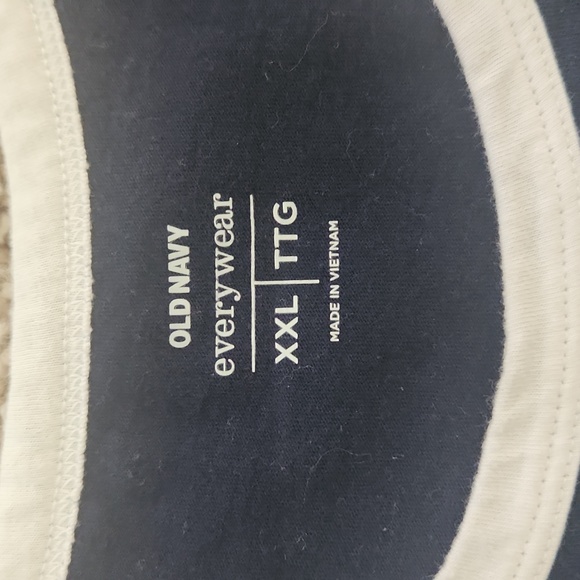 OLD NAVY
everywear
XXL | TTG
MADE IN VIETNAM